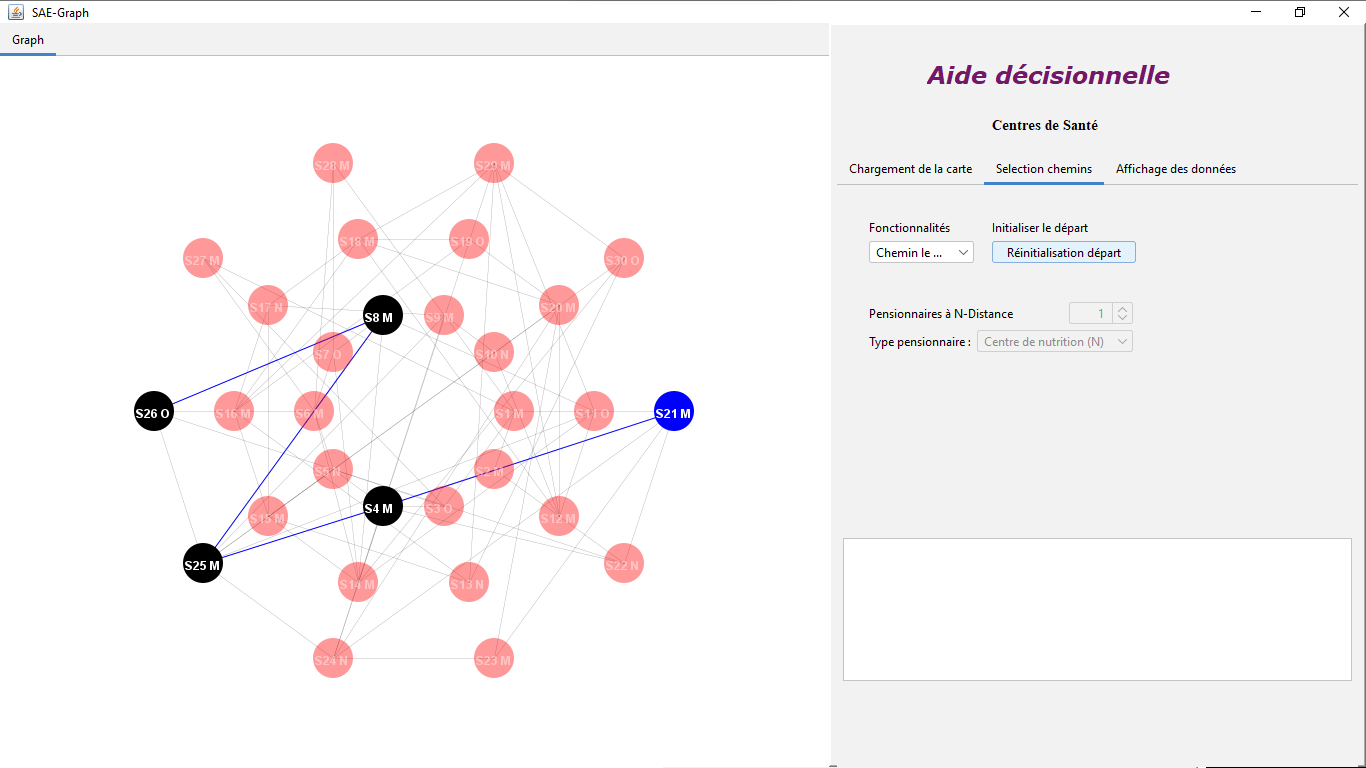 SAE-Graph
Graph
Aide décisionnelle
Centres de Santé
Chargement de la carte Selection chemins Affichage des données
Fonctionnalités Initialiser le départ
Chemin le ... Réinitialisation départ
Pensionnaires à N-Distance 1
Type pensionnaire : Centre de nutrition (N)
S28 M S29 M
S18 M S19 O
S27 M S30 O
S17 N S20 M
S8 M S9 M
S7 O S10 N
S26 O S16 M S6 M S1 M S11 O S21 M
S5 N S2 M
S4 M S3 O
S15 M S12 M
S25 M S22 N
S14 M S13 N
S24 N S23 M